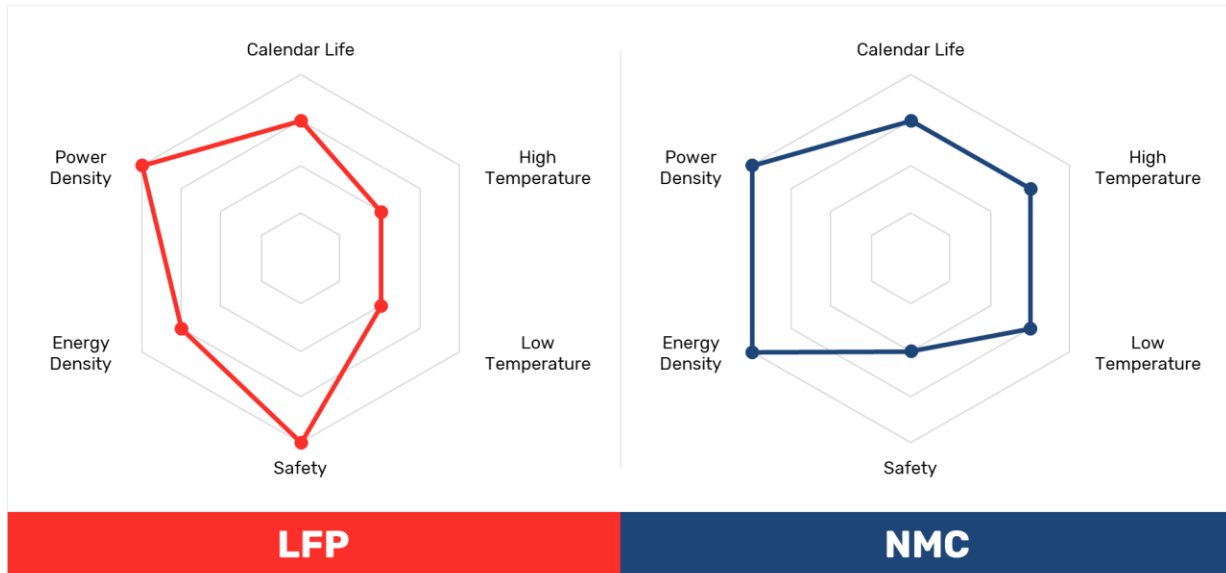 Calendar Life
Power
Density
High
Temperature
Energy
Density
Low
Temperature
Safety
LFP
Calendar Life
Power
Density
High
Temperature
Energy
Density
Low
Temperature
Safety
NMC